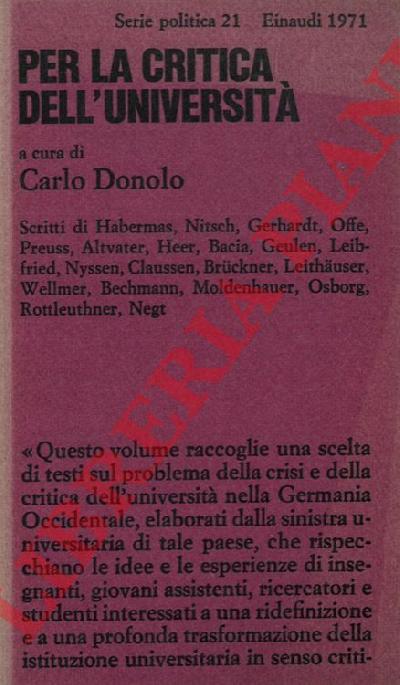 Serie politica 21 Einaudi 1971
PER LA CRITICA
DELL'UNIVERSITÀ
a cura di
Carlo Donolo
Scritti di Habermas, Nitsch, Gerhardt, Offe,
Preuss, Altvater, Heer, Bacia, Geulen, Leib-
fried, Nyssen, Claussen, Brückner, Leithäuser,
Wellmer, Bechmann, Moldenhauer, Osborg,
Rottleuthner, Negt
«Questo volume raccoglie una scelta
di testi sul problema della crisi e della
critica dell'università nella Germania
Occidentale, elaborati dalla sinistra u-
niversitaria di tale paese, che rispec-
chiano le idee e le esperienze di inse-
gnanti, giovani assistenti, ricercatori e
studenti interessati a una ridefinizione
e a una profonda trasformazione della
istituzione universitaria in senso criti-